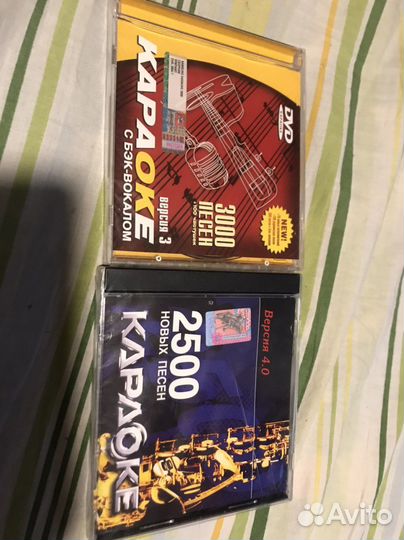 DVD
3000
ПЕСЕН
КАРАОКЕ
С БЭК-ВОКАЛОМ
версия 3
NEW!
Версия 4.0
2500
НОВЫХ ПЕСЕН
КАРАОКЕ
Avito